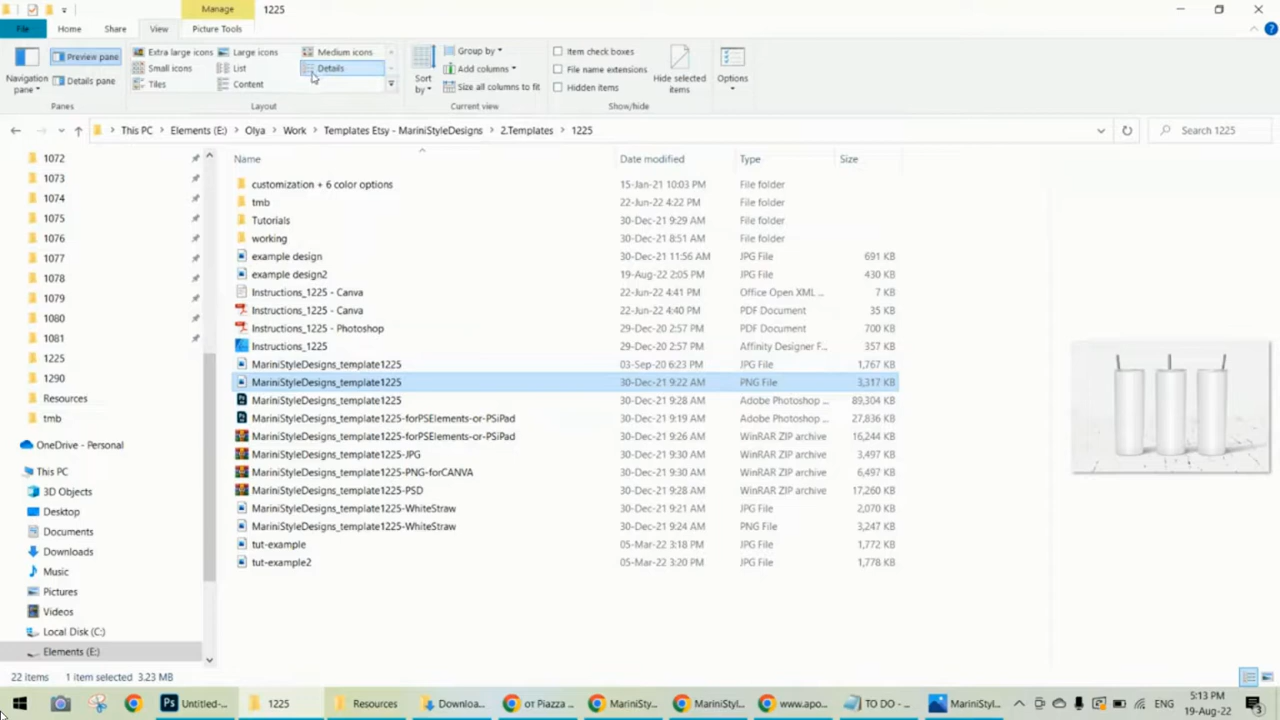 Manage
1225
File
Home
Share
View
Picture Tools
Navigation pane
Preview pane
Details pane
Panes
Extra large icons
Large icons
Medium icons
Small icons
List
Details
Tiles
Content
Layout
Sort by
Group by
Add columns
Size all columns to fit
Current view
Item check boxes
File name extensions
Hidden items
Hide selected items
Show/hide
Options
This PC
Elements (E:)
Olya
Work
Templates Etsy - MariniStyleDesigns
2.Templates
1225
Search 1225
1072
1073
1074
1075
1076
1077
1078
1079
1080
1081
1225
1290
Resources
tmb
OneDrive - Personal
This PC
3D Objects
Desktop
Documents
Downloads
Music
Pictures
Videos
Local Disk (C:)
Elements (E:)
Name Date modified Type Size
customization + 6 color options 15-Jan-21 10:03 PM File folder
tmb 22-Jun-22 4:22 PM File folder
Tutorials 30-Dec-21 9:29 AM File folder
working 30-Dec-21 8:51 AM File folder
example design 30-Dec-21 11:56 AM JPG File 691 KB
example design2 19-Aug-22 2:05 PM JPG File 430 KB
Instructions_1225 - Canva 22-Jun-22 4:41 PM Office Open XML ... 7 KB
Instructions_1225 - Canva 22-Jun-22 4:40 PM PDF Document 35 KB
Instructions_1225 - Photoshop 29-Dec-20 2:57 PM PDF Document 700 KB
Instructions_1225 29-Dec-20 2:57 PM Affinity Designer F... 357 KB
MariniStyleDesigns_template1225 03-Sep-20 6:23 PM JPG File 1,767 KB
MariniStyleDesigns_template1225 30-Dec-21 9:22 AM PNG File 3,317 KB
MariniStyleDesigns_template1225 30-Dec-21 9:28 AM Adobe Photoshop ... 89,304 KB
MariniStyleDesigns_template1225-forPSElements-or-PSiPad 30-Dec-21 9:19 AM Adobe Photoshop ... 27,836 KB
MariniStyleDesigns_template1225-forPSElements-or-PSiPad 30-Dec-21 9:26 AM WinRAR ZIP archive 16,244 KB
MariniStyleDesigns_template1225-JPG 30-Dec-21 9:30 AM WinRAR ZIP archive 3,497 KB
MariniStyleDesigns_template1225-PNG-forCANVA 30-Dec-21 9:30 AM WinRAR ZIP archive 6,497 KB
MariniStyleDesigns_template1225-PSD 30-Dec-21 9:28 AM WinRAR ZIP archive 17,260 KB
MariniStyleDesigns_template1225-WhiteStraw 30-Dec-21 9:21 AM JPG File 2,070 KB
MariniStyleDesigns_template1225-WhiteStraw 30-Dec-21 9:24 AM PNG File 3,247 KB
tut-example 05-Mar-22 3:18 PM JPG File 1,772 KB
tut-example2 05-Mar-22 3:20 PM JPG File 1,778 KB
22 items
1 item selected 3.23 MB
Ps
Untitled-...
1225
Resources
Downloa...
от Piazza ...
MariniSty...
MariniStyl...
www.apo...
TO DO - ...
MariniStyl...
ENG
5:13 PM
19-Aug-22
3